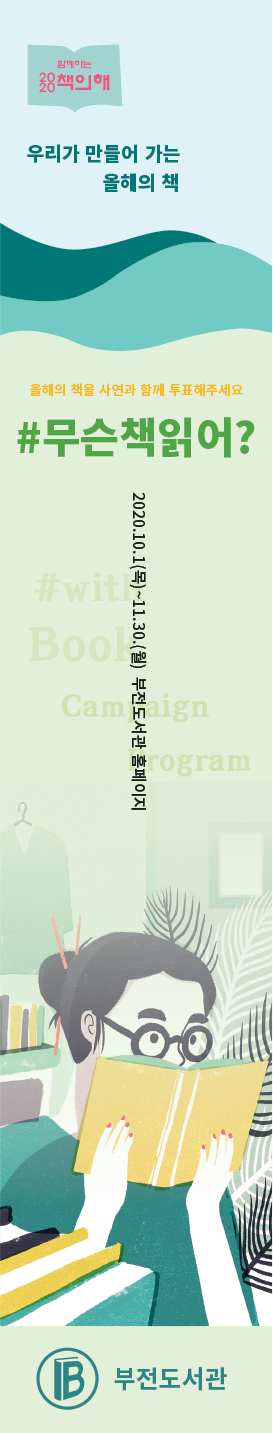 함께하는
2020 책의해
우리가 만들어 가는
올해의 책
올해의 책을 사연과 함께 투표해주세요
#무슨책읽어?
2020.10.1(목)~11.30.(월) 부전도서관 홈페이지
#with
Book
Campaign
Program
부전도서관